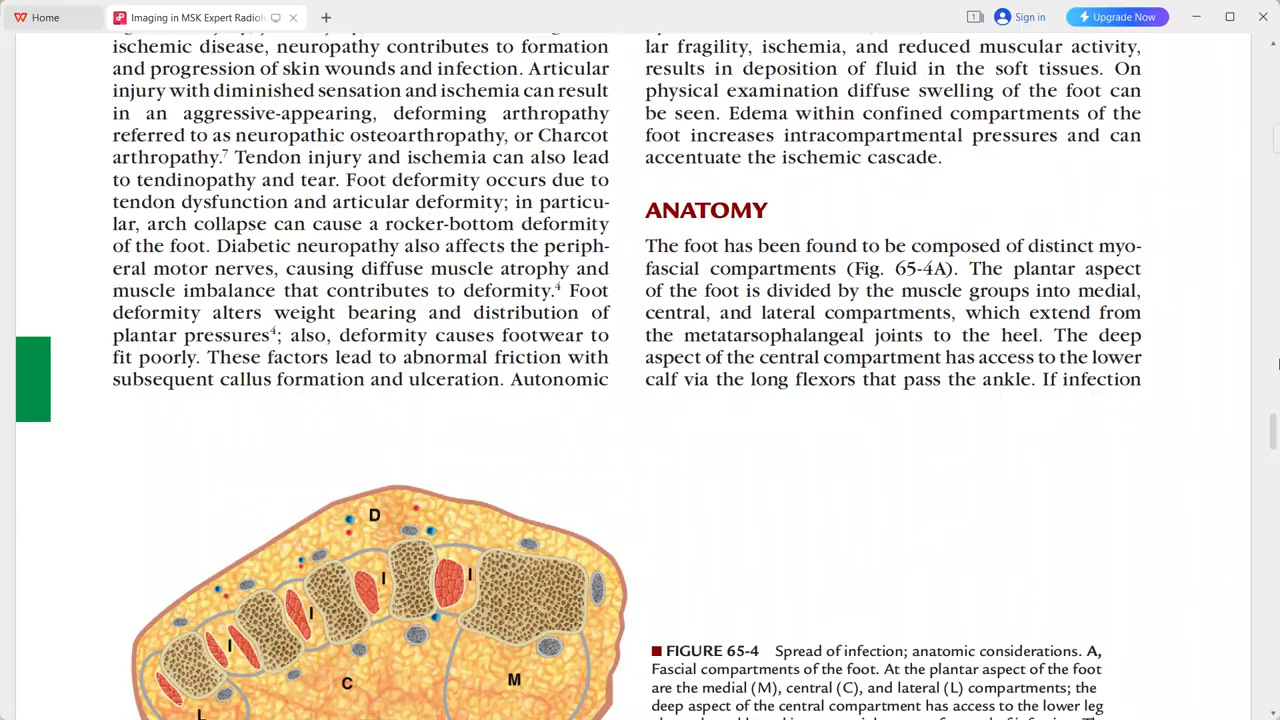 Home
Imaging in MSK Expert Radiolo
Sign in
Upgrade Now
ischemic disease, neuropathy contributes to formation
and progression of skin wounds and infection. Articular
injury with diminished sensation and ischemia can result
in an aggressive-appearing, deforming arthropathy
referred to as neuropathic osteoarthropathy, or Charcot
arthropathy.7 Tendon injury and ischemia can also lead
to tendinopathy and tear. Foot deformity occurs due to
tendon dysfunction and articular deformity; in particu-
lar, arch collapse can cause a rocker-bottom deformity
of the foot. Diabetic neuropathy also affects the periph-
eral motor nerves, causing diffuse muscle atrophy and
muscle imbalance that contributes to deformity.4 Foot
deformity alters weight bearing and distribution of
plantar pressures4; also, deformity causes footwear to
fit poorly. These factors lead to abnormal friction with
subsequent callus formation and ulceration. Autonomic
lar fragility, ischemia, and reduced muscular activity,
results in deposition of fluid in the soft tissues. On
physical examination diffuse swelling of the foot can
be seen. Edema within confined compartments of the
foot increases intracompartmental pressures and can
accentuate the ischemic cascade.
ANATOMY
The foot has been found to be composed of distinct myo-
fascial compartments (Fig. 65-4A). The plantar aspect
of the foot is divided by the muscle groups into medial,
central, and lateral compartments, which extend from
the metatarsophalangeal joints to the heel. The deep
aspect of the central compartment has access to the lower
calf via the long flexors that pass the ankle. If infection
D
I
I
I
I
C
M
L
FIGURE 65-4 Spread of infection; anatomic considerations. A,
Fascial compartments of the foot. At the plantar aspect of the foot
are the medial (M), central (C), and lateral (L) compartments; the
deep aspect of the central compartment has access to the lower leg